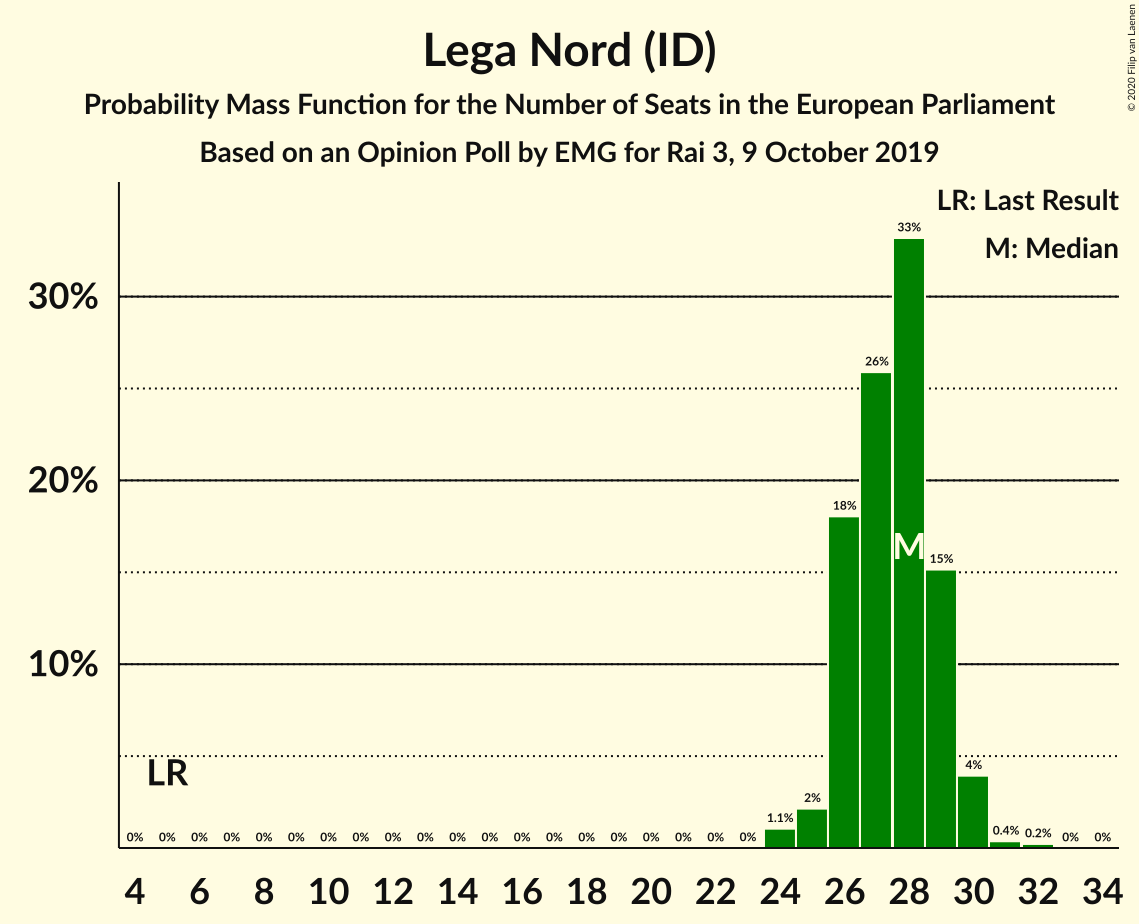 Lega Nord (ID)
Probability Mass Function for the Number of Seats in the European Parliament
Based on an Opinion Poll by EMG for Rai 3, 9 October 2019
© 2020 Filip van Laenen
LR: Last Result
M: Median
33%
30%
26%
20%
18%
M
15%
10%
LR
4%
2%
1.1%
0.4% 0.2%
0% 0% 0% 0% 0% 0% 0% 0% 0% 0% 0% 0% 0% 0% 0% 0% 0% 0% 0% 0% 0% 0%
4 6 8 10 12 14 16 18 20 22 24 26 28 30 32 34